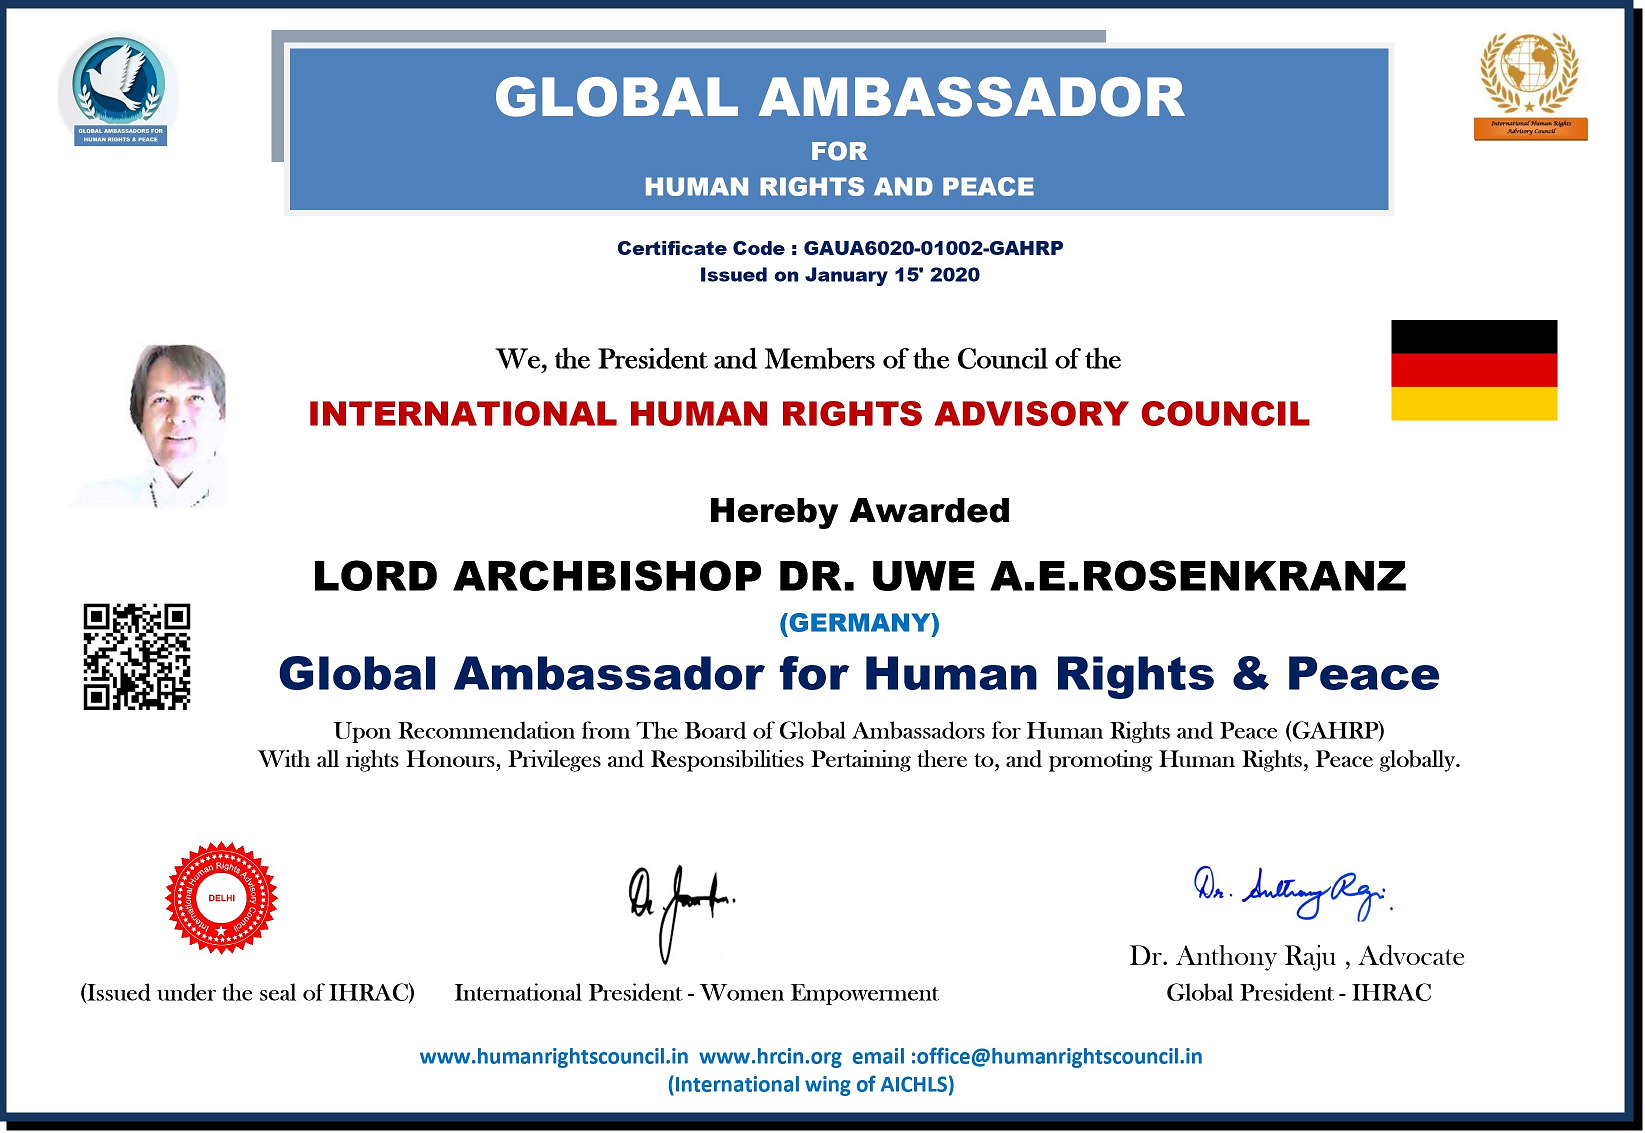 GLOBAL AMBASSADORS FOR
HUMAN RIGHTS & PEACE
GLOBAL AMBASSADOR
FOR
HUMAN RIGHTS AND PEACE
International Human Rights
Advisory Council
Certificate Code : GAUA6020-01002-GAHRP
Issued on January 15' 2020
We, the President and Members of the Council of the
INTERNATIONAL HUMAN RIGHTS ADVISORY COUNCIL
Hereby Awarded
LORD ARCHBISHOP DR. UWE A.E.ROSENKRANZ
(GERMANY)
Global Ambassador for Human Rights & Peace
Upon Recommendation from The Board of Global Ambassadors for Human Rights and Peace (GAHRP)
With all rights Honours, Privileges and Responsibilities Pertaining there to, and promoting Human Rights, Peace globally.
International Human Rights Advisory Council
DELHI
Dr.
Dr. Anthony Raju
Dr. Anthony Raju , Advocate
(Issued under the seal of IHRAC)
International President - Women Empowerment
Global President - IHRAC
www.humanrightscouncil.in www.hrcin.org email :office@humanrightscouncil.in
(International wing of AICHLS)